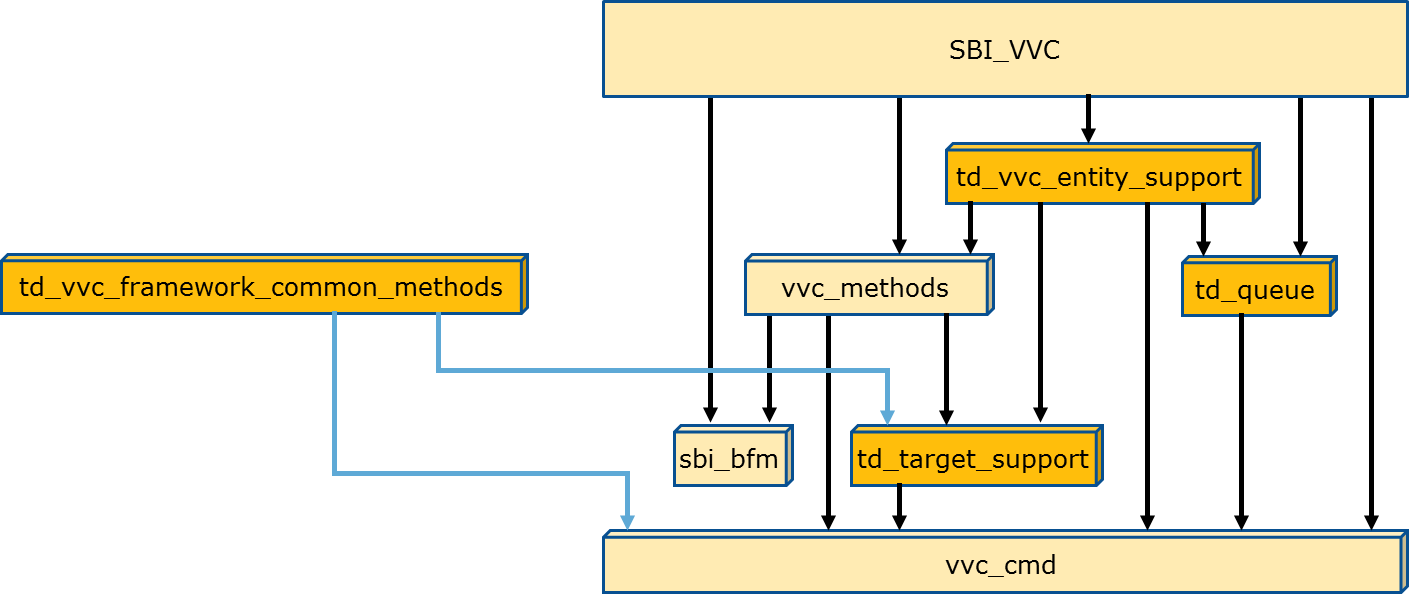 SBI_VVC
td_vvc_entity_support
td_vvc_framework_common_methods
vvc_methods
td_queue
sbi_bfm
td_target_support
vvc_cmd